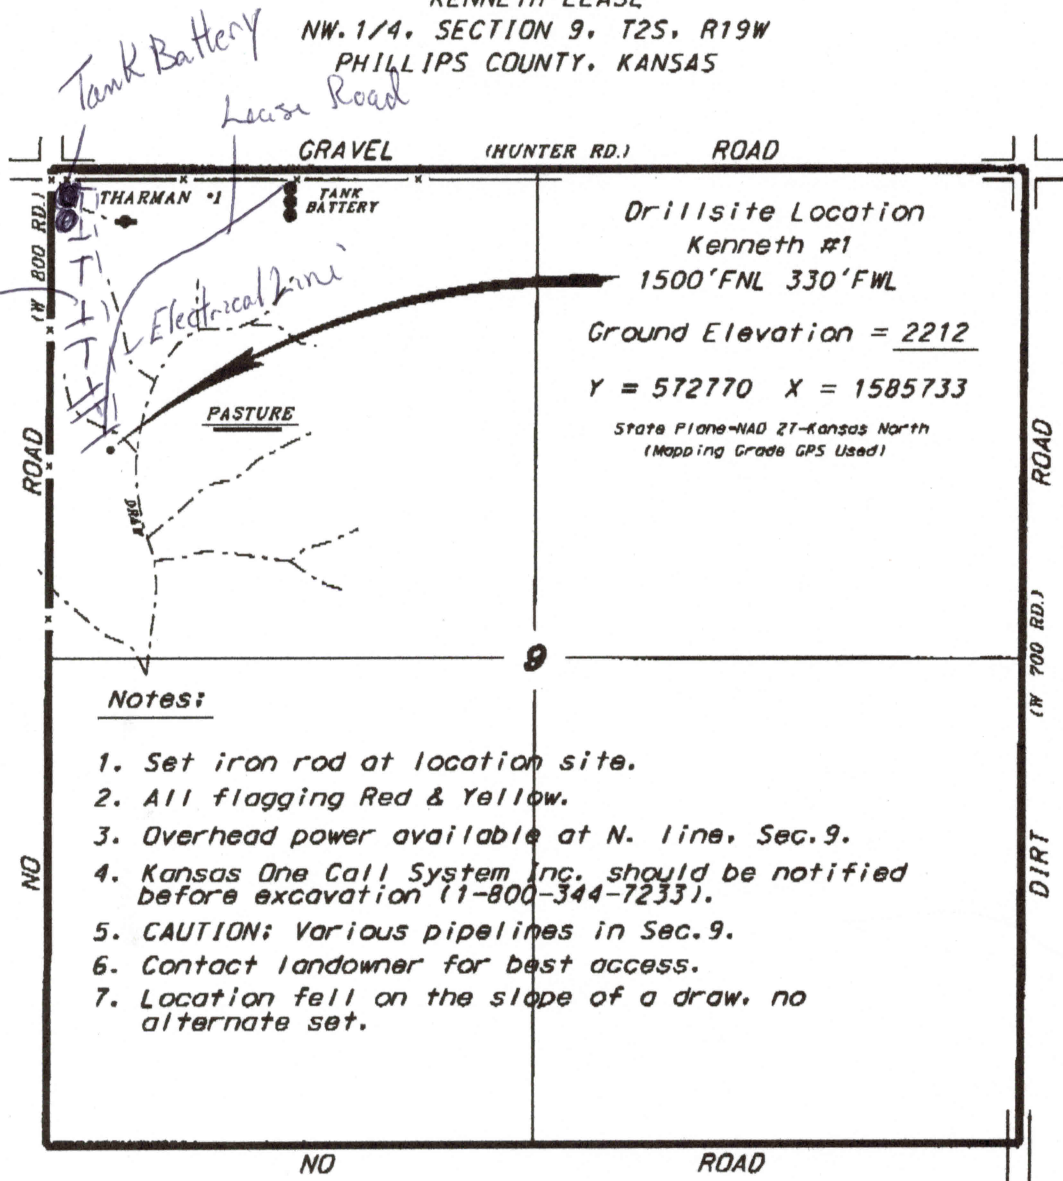 KENNETH LEASE
NW. 1/4, SECTION 9, T2S, R19W
PHILLIPS COUNTY, KANSAS
Tank Battery
Lease Road
GRAVEL (HUNTER RD.) ROAD
THARMAN #1
TANK
BATTERY
(W 800 RD.)
Electrical Line
Drillsite Location
Kenneth #1
1500'FNL 330'FWL
Ground Elevation = 2212
Y = 572770 X = 1585733
State Plane-NAD 27-Kansas North
(Mapping Grade GPS Used)
PASTURE
ROAD
ROAD
DRAW
(W 700 RD.)
9
Notes:
1. Set iron rod at location site.
2. All flagging Red & Yellow.
3. Overhead power available at N. line, Sec.9.
4. Kansas One Call System Inc. should be notified
before excavation (1-800-344-7233).
5. CAUTION: Various pipelines in Sec.9.
6. Contact landowner for best access.
7. Location fell on the slope of a draw, no
alternate set.
NO
DIRT
NO ROAD